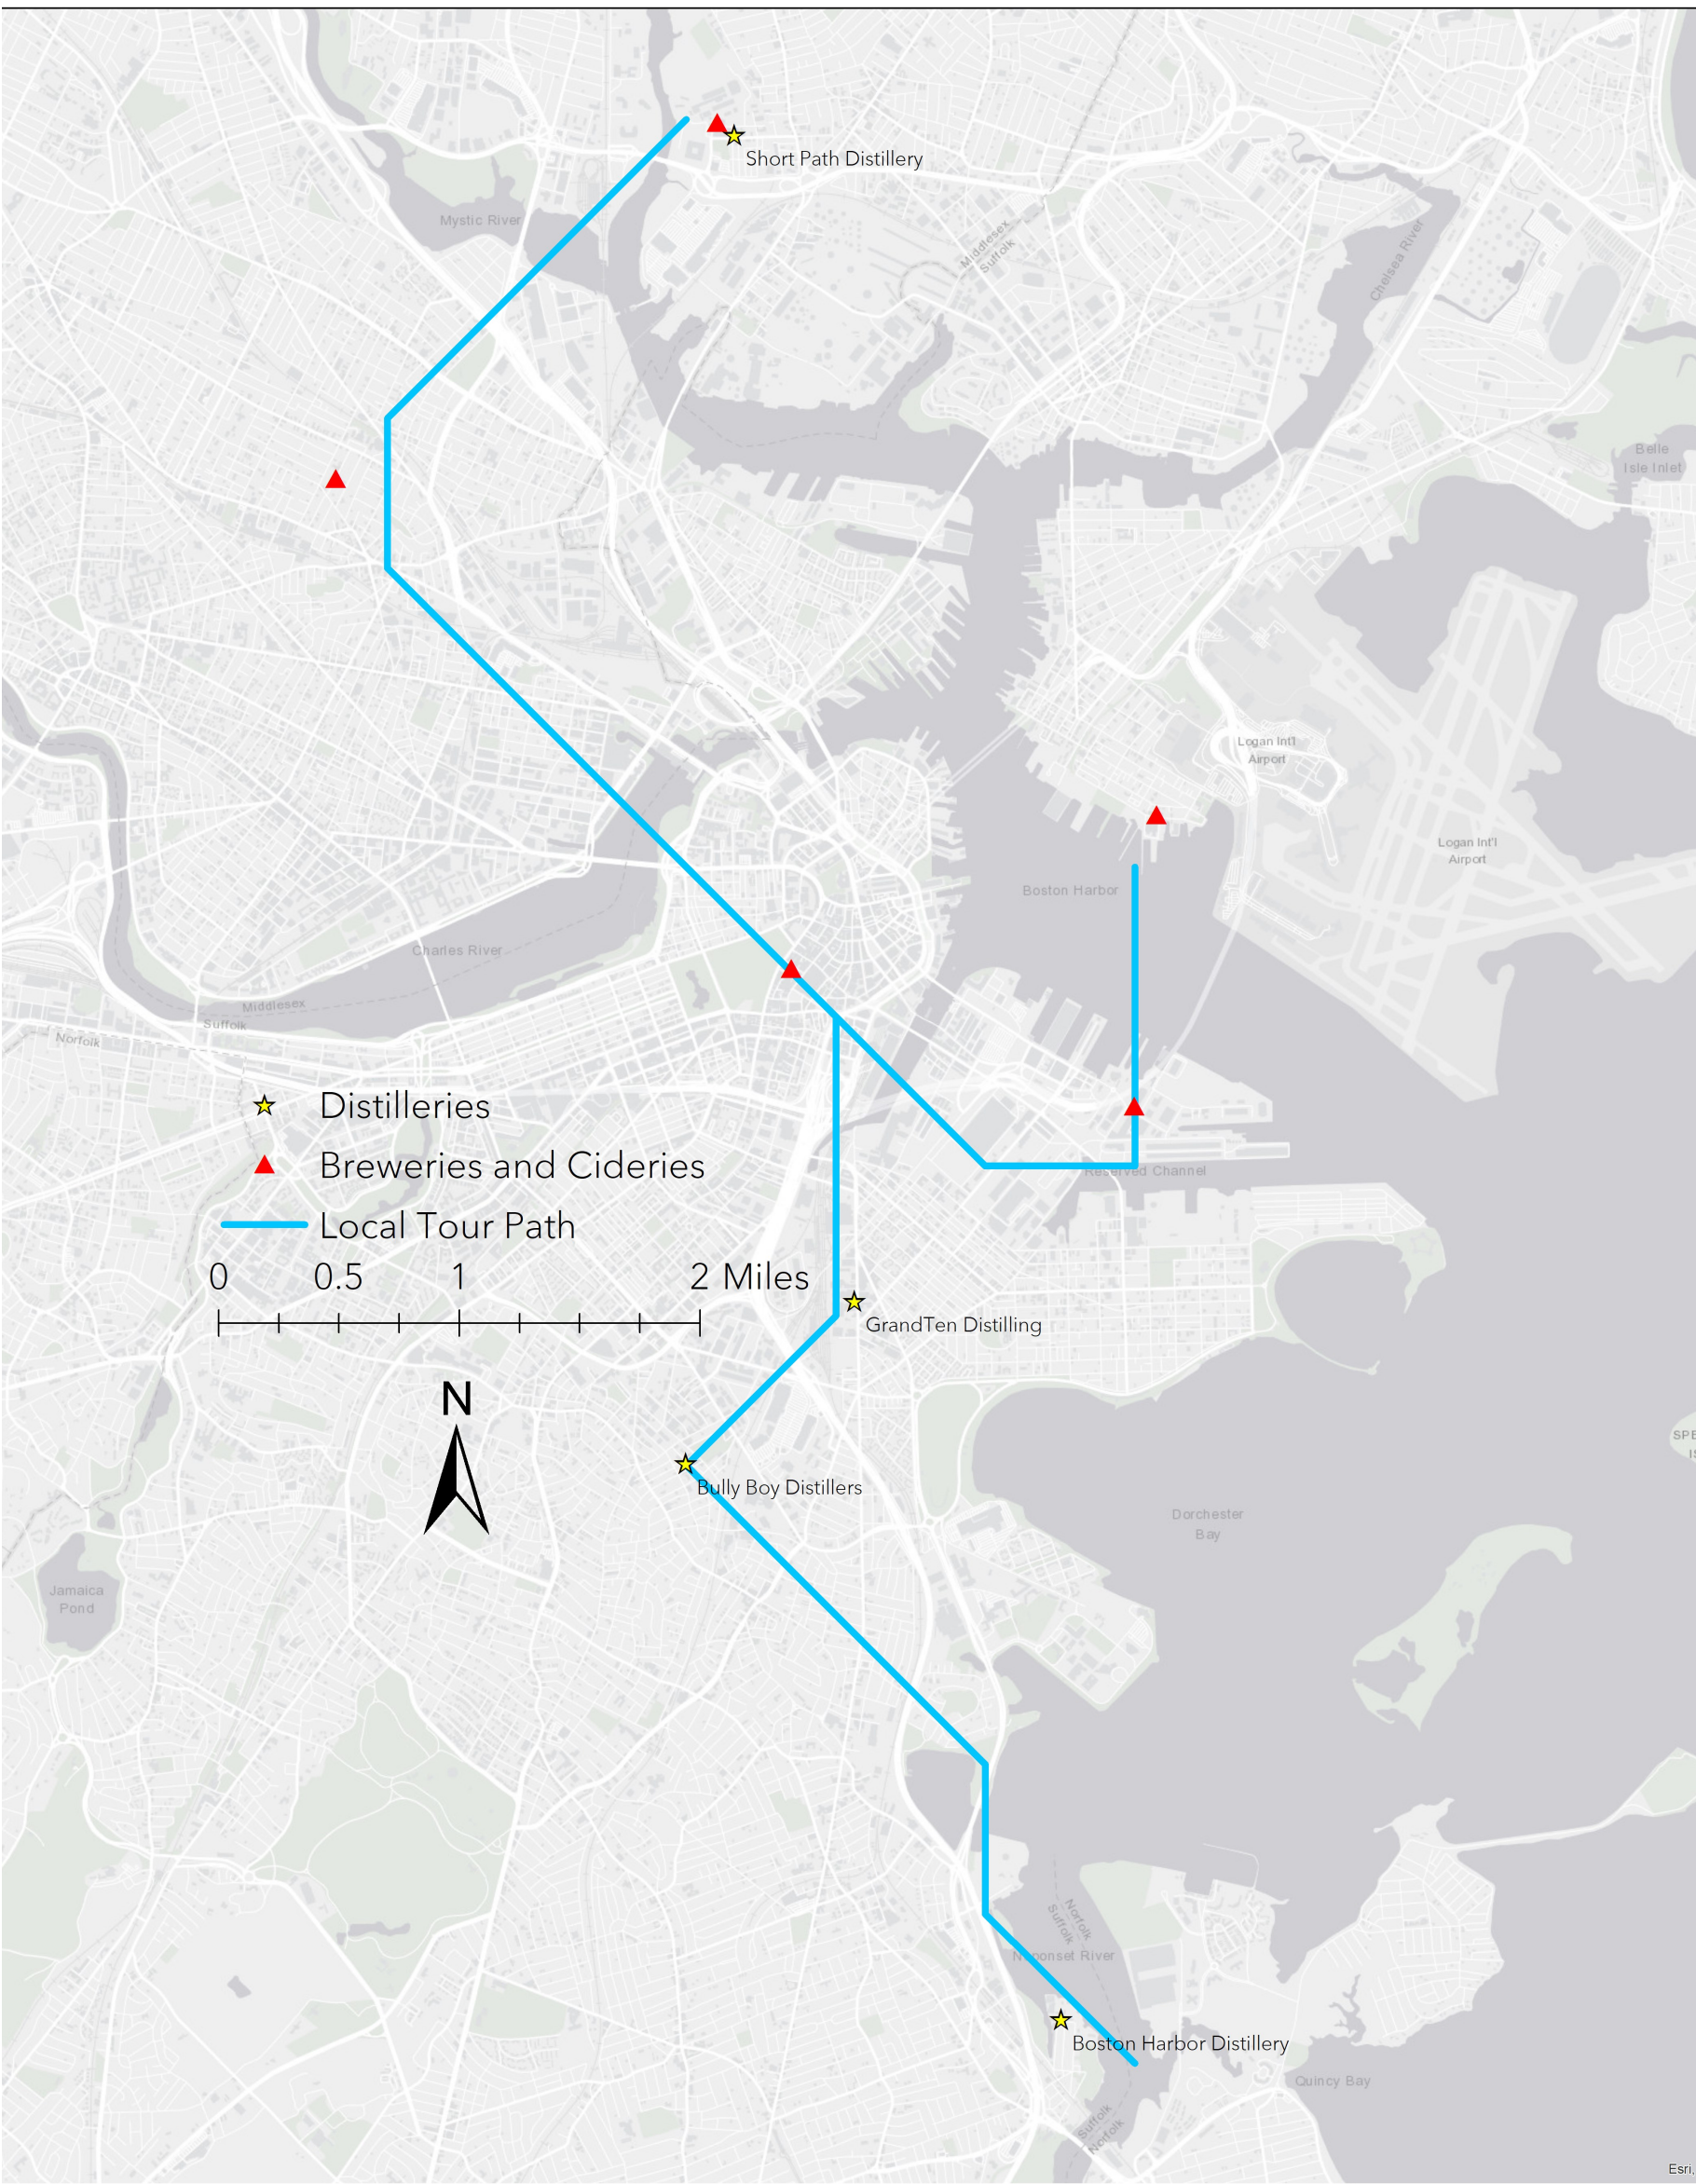 Short Path Distillery
Mystic River
Middlesex
Suffolk
Chelsea River
Belle
Isle Inlet
Logan Int'l
Airport
Logan Int'l
Airport
Boston Harbor
Charles River
Middlesex
Suffolk
Norfolk
Distilleries
Breweries and Cideries
Reserved Channel
Local Tour Path
0 0.5 1 2 Miles
GrandTen Distilling
N
Bully Boy Distillers
Dorchester
Bay
Jamaica
Pond
Norfolk
Suffolk
Neponset River
Boston Harbor Distillery
Quincy Bay
Suffolk
Norfolk
Esri,